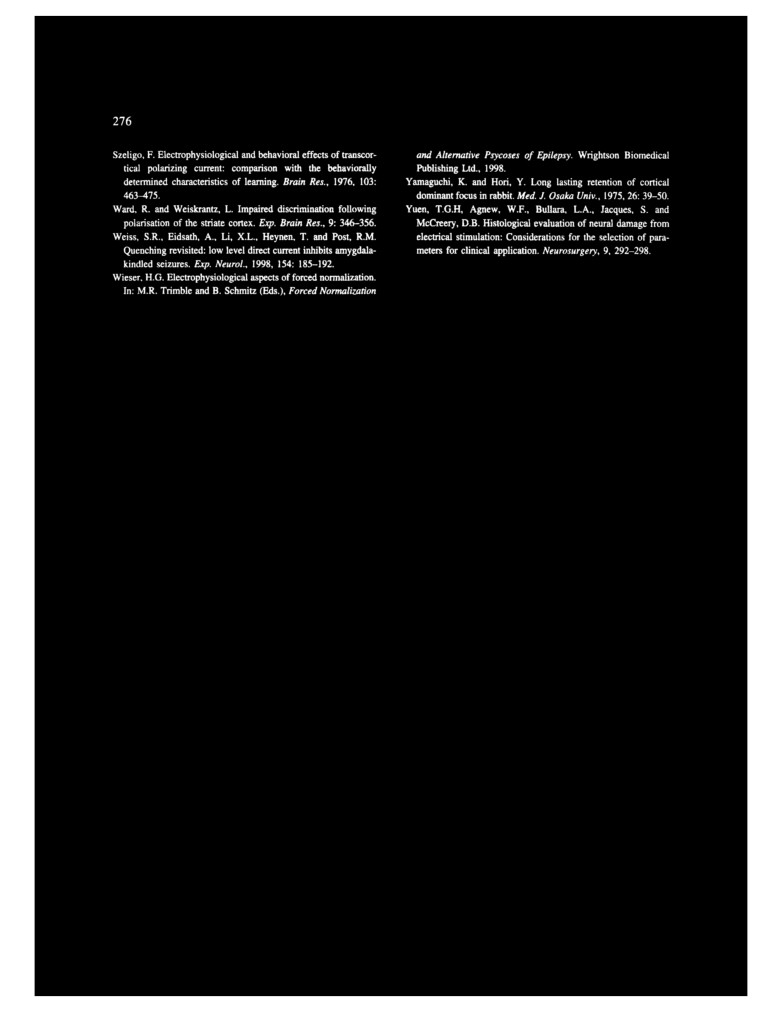 276
Szeligo, F. Electrophysiological and behavioral effects of transcor-
tical polarizing current: comparison with the behaviorally
determined characteristics of learning. Brain Res., 1976, 103:
463–475.
Ward, R. and Weiskrantz, L. Impaired discrimination following
polarisation of the striate cortex. Exp. Brain Res., 9: 346–356.
Weiss, S.R., Eidsath, A., Li, X.L., Heynen, T. and Post, R.M.
Quenching revisited: low level direct current inhibits amygdala-
kindled seizures. Exp. Neurol., 1998, 154: 185–192.
Wieser, H.G. Electrophysiological aspects of forced normalization.
In: M.R. Trimble and B. Schmitz (Eds.), Forced Normalization
and Alternative Psycoses of Epilepsy. Wrightson Biomedical
Publishing Ltd., 1998.
Yamaguchi, K. and Hori, Y. Long lasting retention of cortical
dominant focus in rabbit. Med. J. Osaka Univ., 1975, 26: 39–50.
Yuen, T.G.H, Agnew, W.F., Bullara, L.A., Jacques, S. and
McCreery, D.B. Histological evaluation of neural damage from
electrical stimulation: Considerations for the selection of para-
meters for clinical application. Neurosurgery, 9, 292–298.